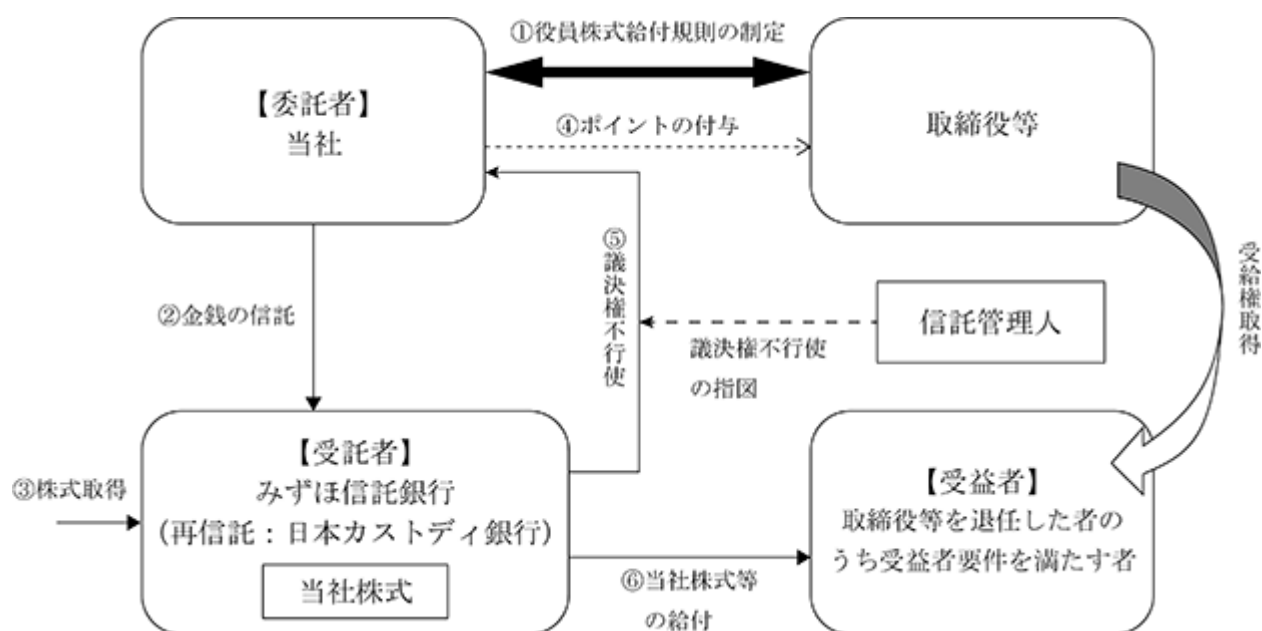 ①役員株式給付規則の制定
【委託者】
当社
④ポイントの付与
取締役等
②金銭の信託
⑤議決権不行使
議決権不行使
の指図
信託管理人
受給権取得
③株式取得
【受託者】
みずほ信託銀行
(再信託：日本カストディ銀行)
当社株式
⑥当社株式等
の給付
【受益者】
取締役等を退任した者の
うち受益者要件を満たす者